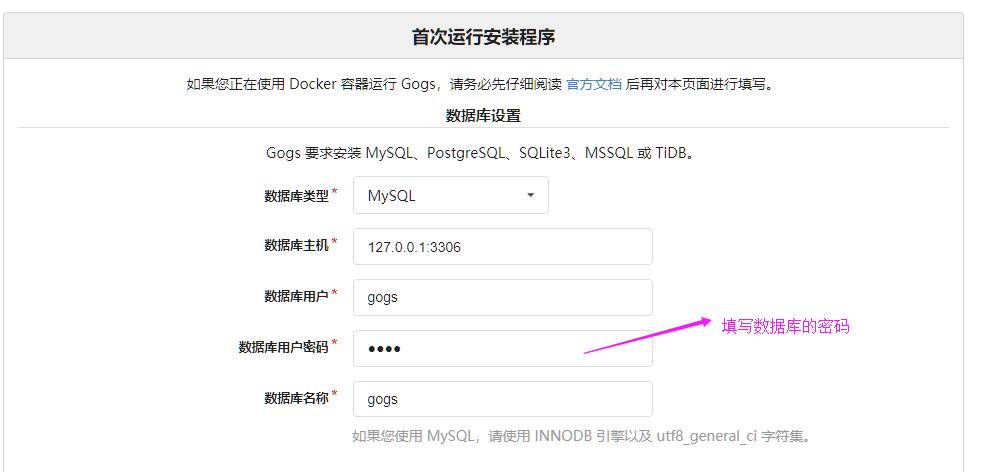 首次运行安装程序
如果您正在使用 Docker 容器运行 Gogs，请务必先仔细阅读 官方文档 后再对本页面进行填写。
数据库设置
Gogs 要求安装 MySQL、PostgreSQL、SQLite3、MSSQL 或 TiDB。
数据库类型* MySQL
数据库主机* 127.0.0.1:3306
数据库用户* gogs
填写数据库的密码
数据库用户密码* ●●●●
数据库名称* gogs
如果您使用 MySQL，请使用 INNODB 引擎以及 utf8_general_ci 字符集。